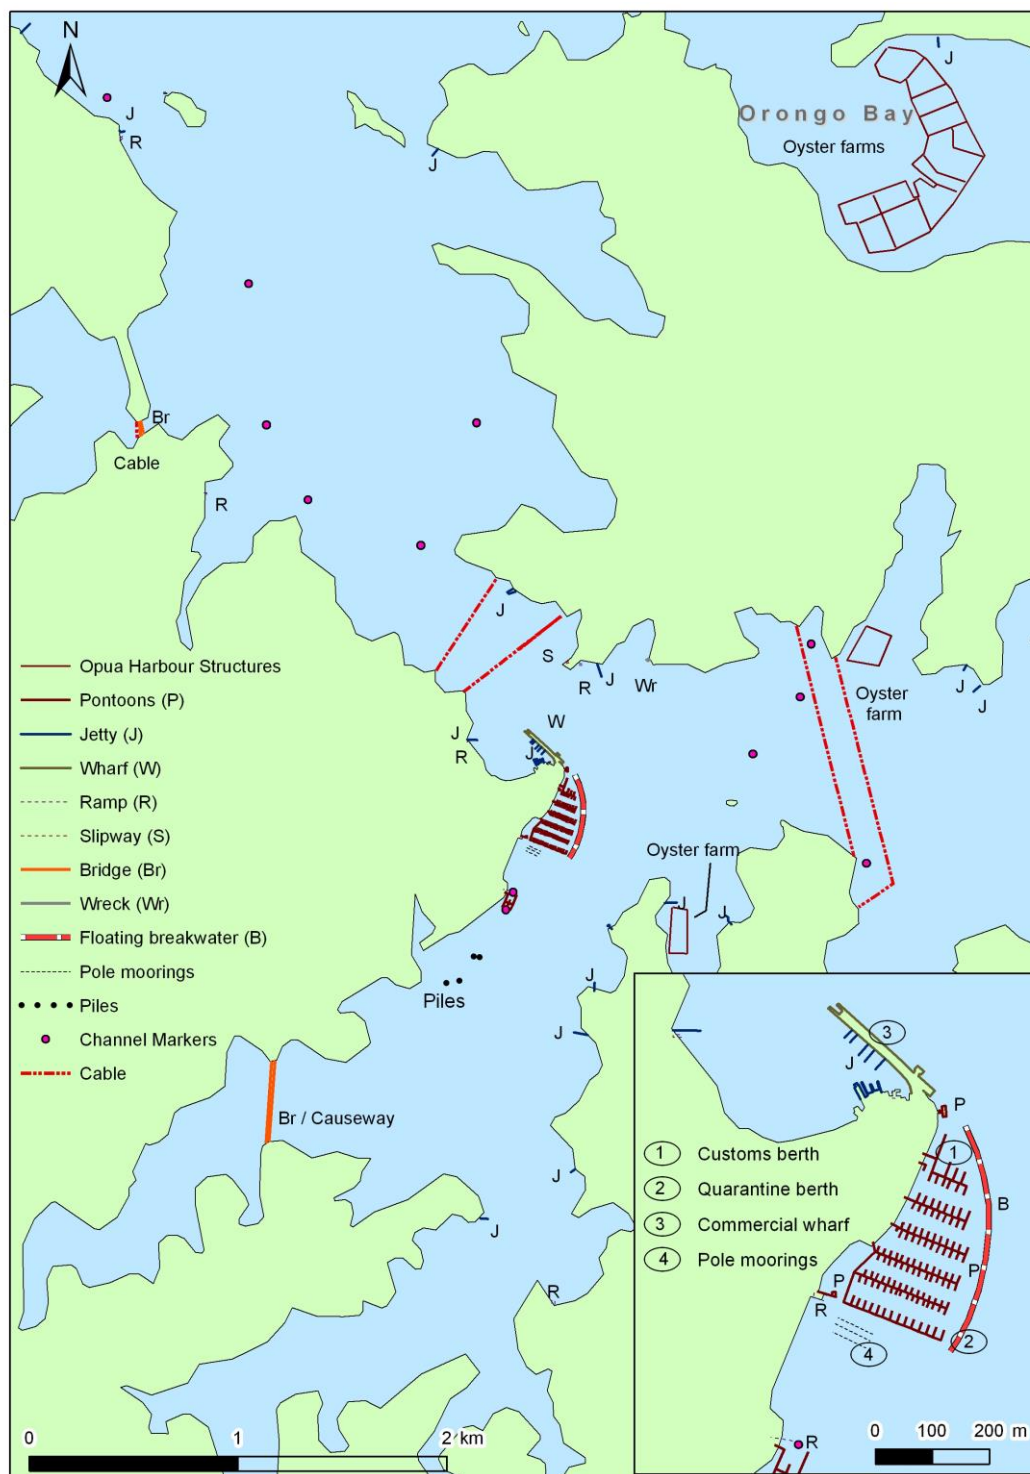 N
J
J
R
J
Orongo Bay
Oyster farms
Br
Cable
R
J
S
R
J
Wr
Oyster
farm
J
J
W
J
R
J
Opua Harbour Structures
Pontoons (P)
Jetty (J)
Wharf (W)
Ramp (R)
Slipway (S)
Bridge (Br)
Wreck (Wr)
Floating breakwater (B)
Pole moorings
Piles
Channel Markers
Cable
Oyster farm
J
J
Piles
J
J
Br / Causeway
J
J
R
3
J
P
1 Customs berth
2 Quarantine berth
3 Commercial wharf
4 Pole moorings
1
B
P
P
R
2
4
R
0 1 2 km
0 100 200 m